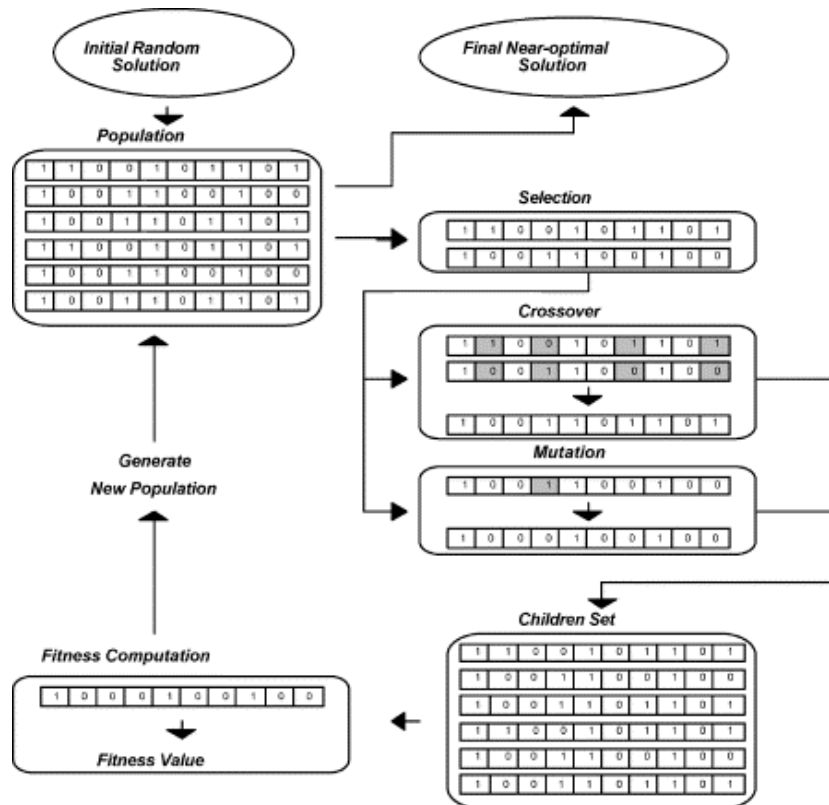 Initial Random
Solution
Final Near-optimal
Solution
Population
1 1 0 0 1 0 1 1 0 1
1 0 0 1 1 0 0 1 0 0
1 0 0 1 1 0 1 1 0 1
1 1 0 0 1 0 1 1 0 1
1 0 0 1 1 0 0 1 0 0
1 0 0 1 1 0 1 1 0 1
Selection
1 1 0 0 1 0 1 1 0 1
1 0 0 1 1 0 0 1 0 0
Crossover
1 1 0 0 1 0 1 1 0 1
1 0 0 1 1 0 0 1 0 0
1 0 0 1 1 0 1 1 0 1
Mutation
1 0 0 1 1 0 0 1 0 0
1 0 0 0 1 0 0 1 0 0
Generate
New Population
Children Set
1 1 0 0 1 0 1 1 0 1
1 0 0 1 1 0 0 1 0 0
1 0 0 1 1 0 1 1 0 1
1 1 0 0 1 0 1 1 0 1
1 0 0 1 1 0 0 1 0 0
1 0 0 1 1 0 1 1 0 1
Fitness Computation
1 0 0 0 1 0 0 1 0 0
Fitness Value